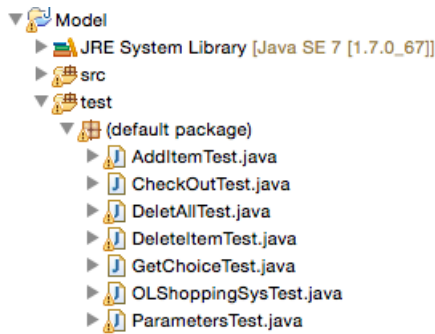 Model
JRE System Library [Java SE 7 [1.7.0_67]]
src
test
(default package)
AddItemTest.java
CheckOutTest.java
DeletAllTest.java
DeleteItemTest.java
GetChoiceTest.java
OLShoppingSysTest.java
ParametersTest.java